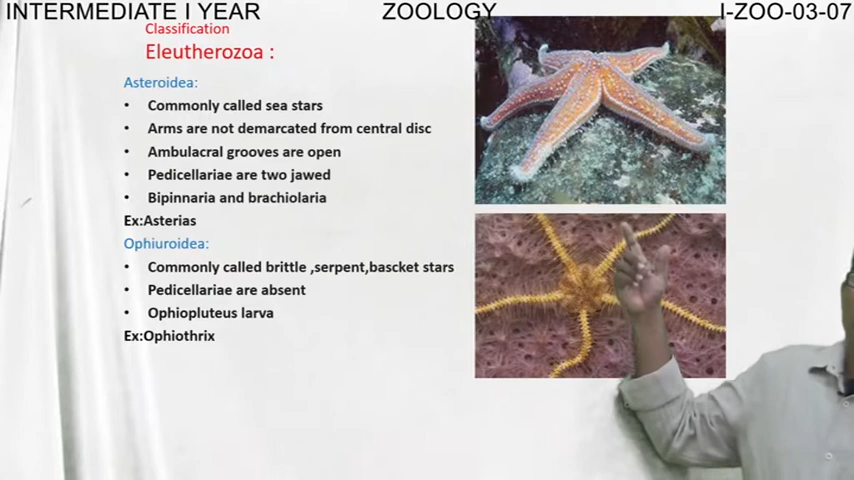 INTERMEDIATE I YEAR ZOOLOGY I-ZOO-03-07
Classification
Eleutherozoa :
Asteroidea:
• Commonly called sea stars
• Arms are not demarcated from central disc
• Ambulacral grooves are open
• Pedicellariae are two jawed
• Bipinnaria and brachiolaria
Ex:Asterias
Ophiuroidea:
• Commonly called brittle ,serpent,bascket stars
• Pedicellariae are absent
• Ophiopluteus larva
Ex:Ophiothrix